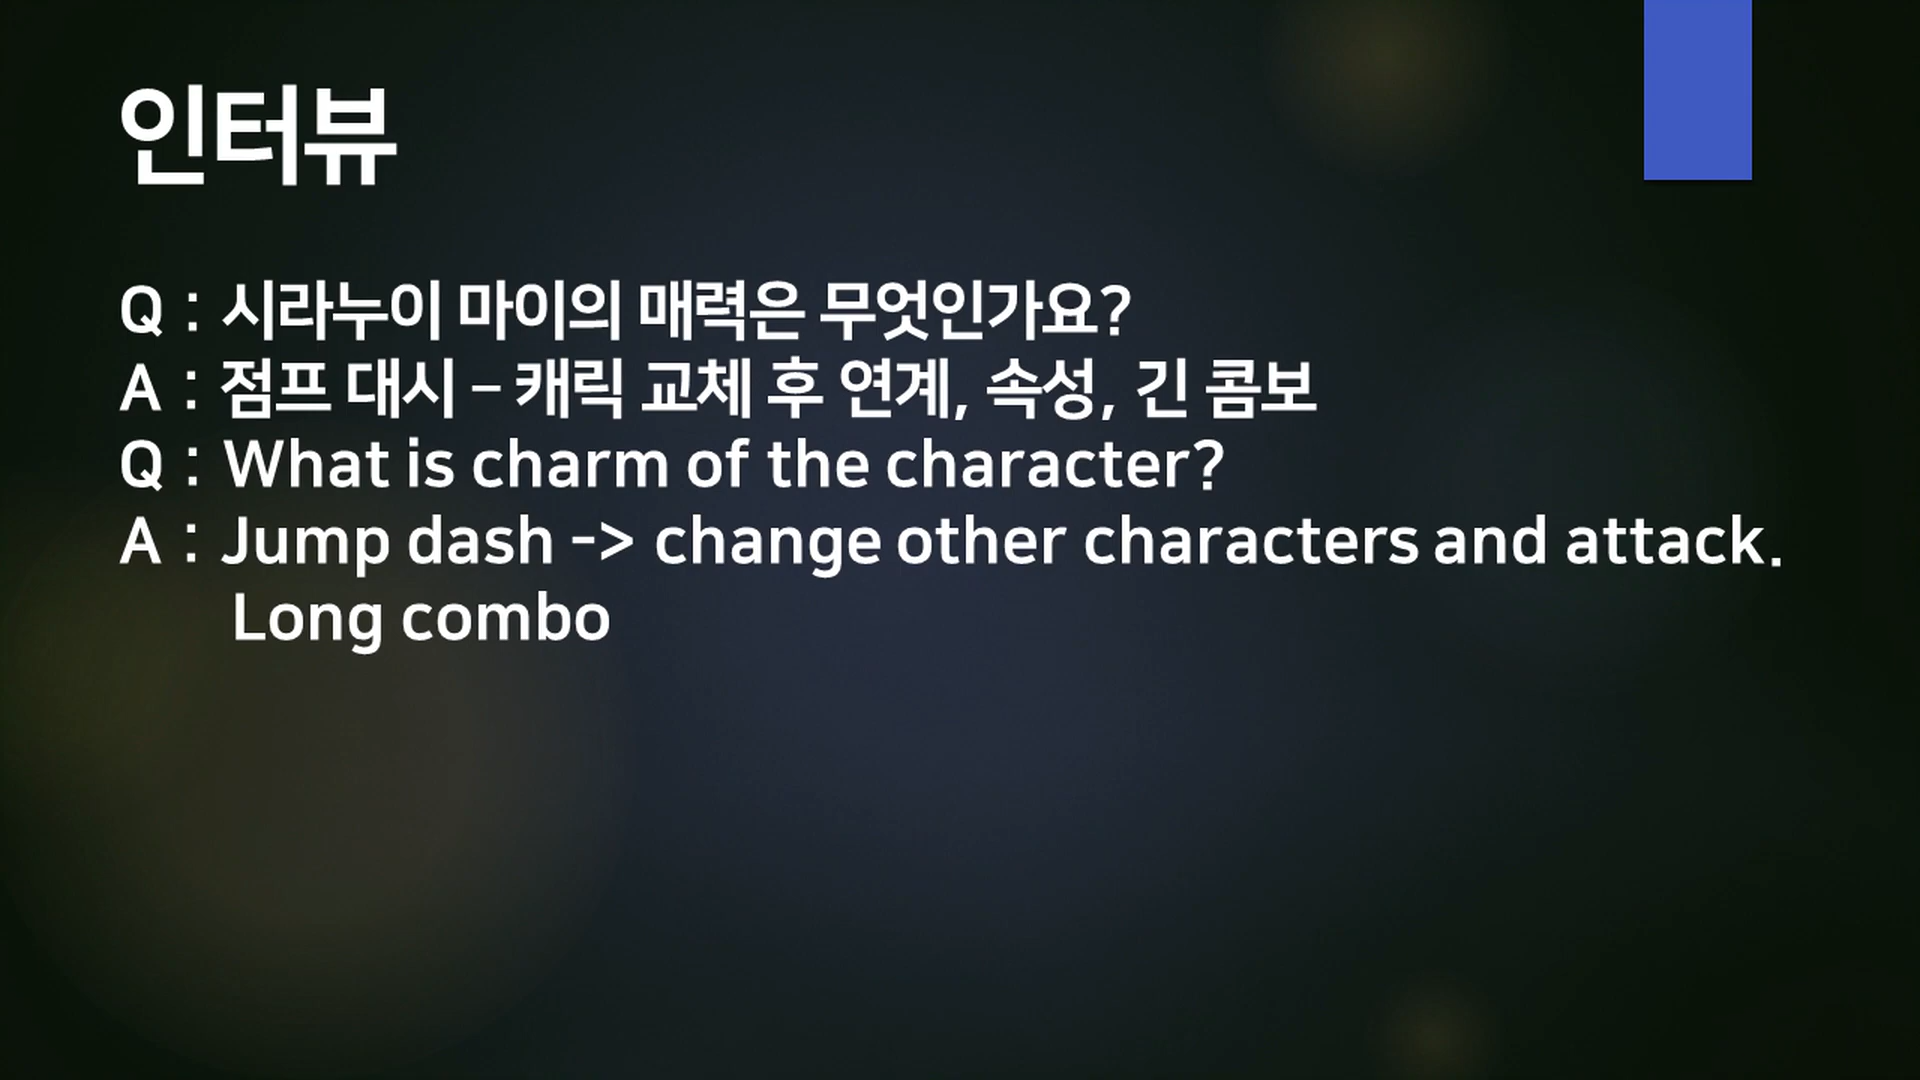 인터뷰
Q : 시라누이 마이의 매력은 무엇인가요?
A : 점프 대시 – 캐릭 교체 후 연계, 속성, 긴 콤보
Q : What is charm of the character?
A : Jump dash -> change other characters and attack.
Long combo